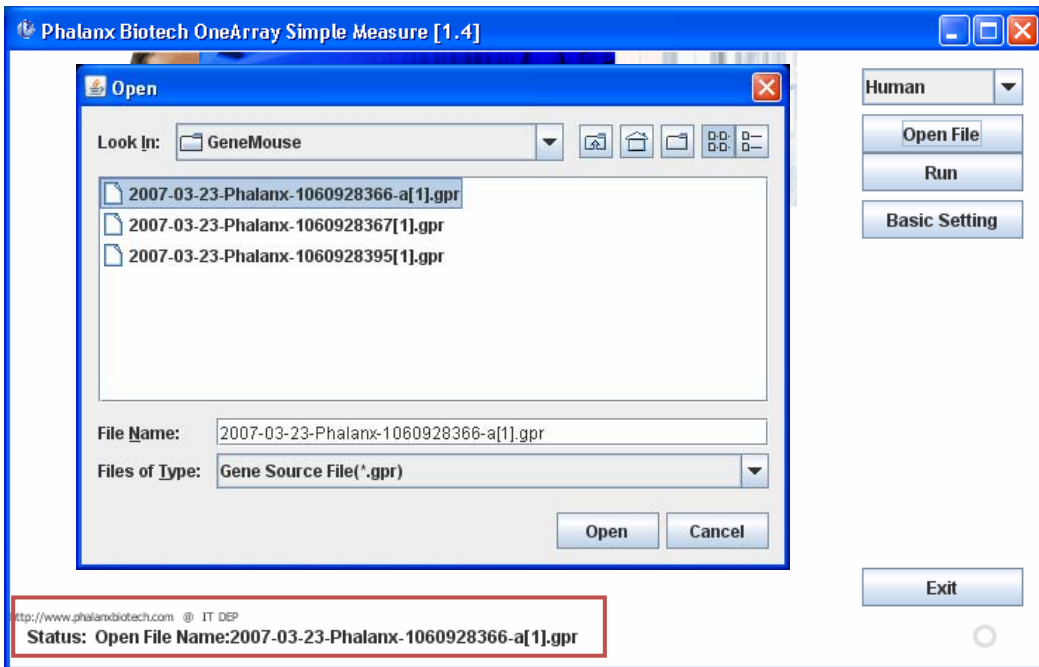 Phalanx Biotech OneArray Simple Measure [1.4]
Open
Look In: GeneMouse
2007-03-23-Phalanx-1060928366-a[1].gpr
2007-03-23-Phalanx-1060928367[1].gpr
2007-03-23-Phalanx-1060928395[1].gpr
File Name: 2007-03-23-Phalanx-1060928366-a[1].gpr
Files of Type: Gene Source File(*.gpr)
Open Cancel
Human
Open File
Run
Basic Setting
Exit
http://www.phalanxbiotech.com @ IT DEP
Status: Open File Name:2007-03-23-Phalanx-1060928366-a[1].gpr